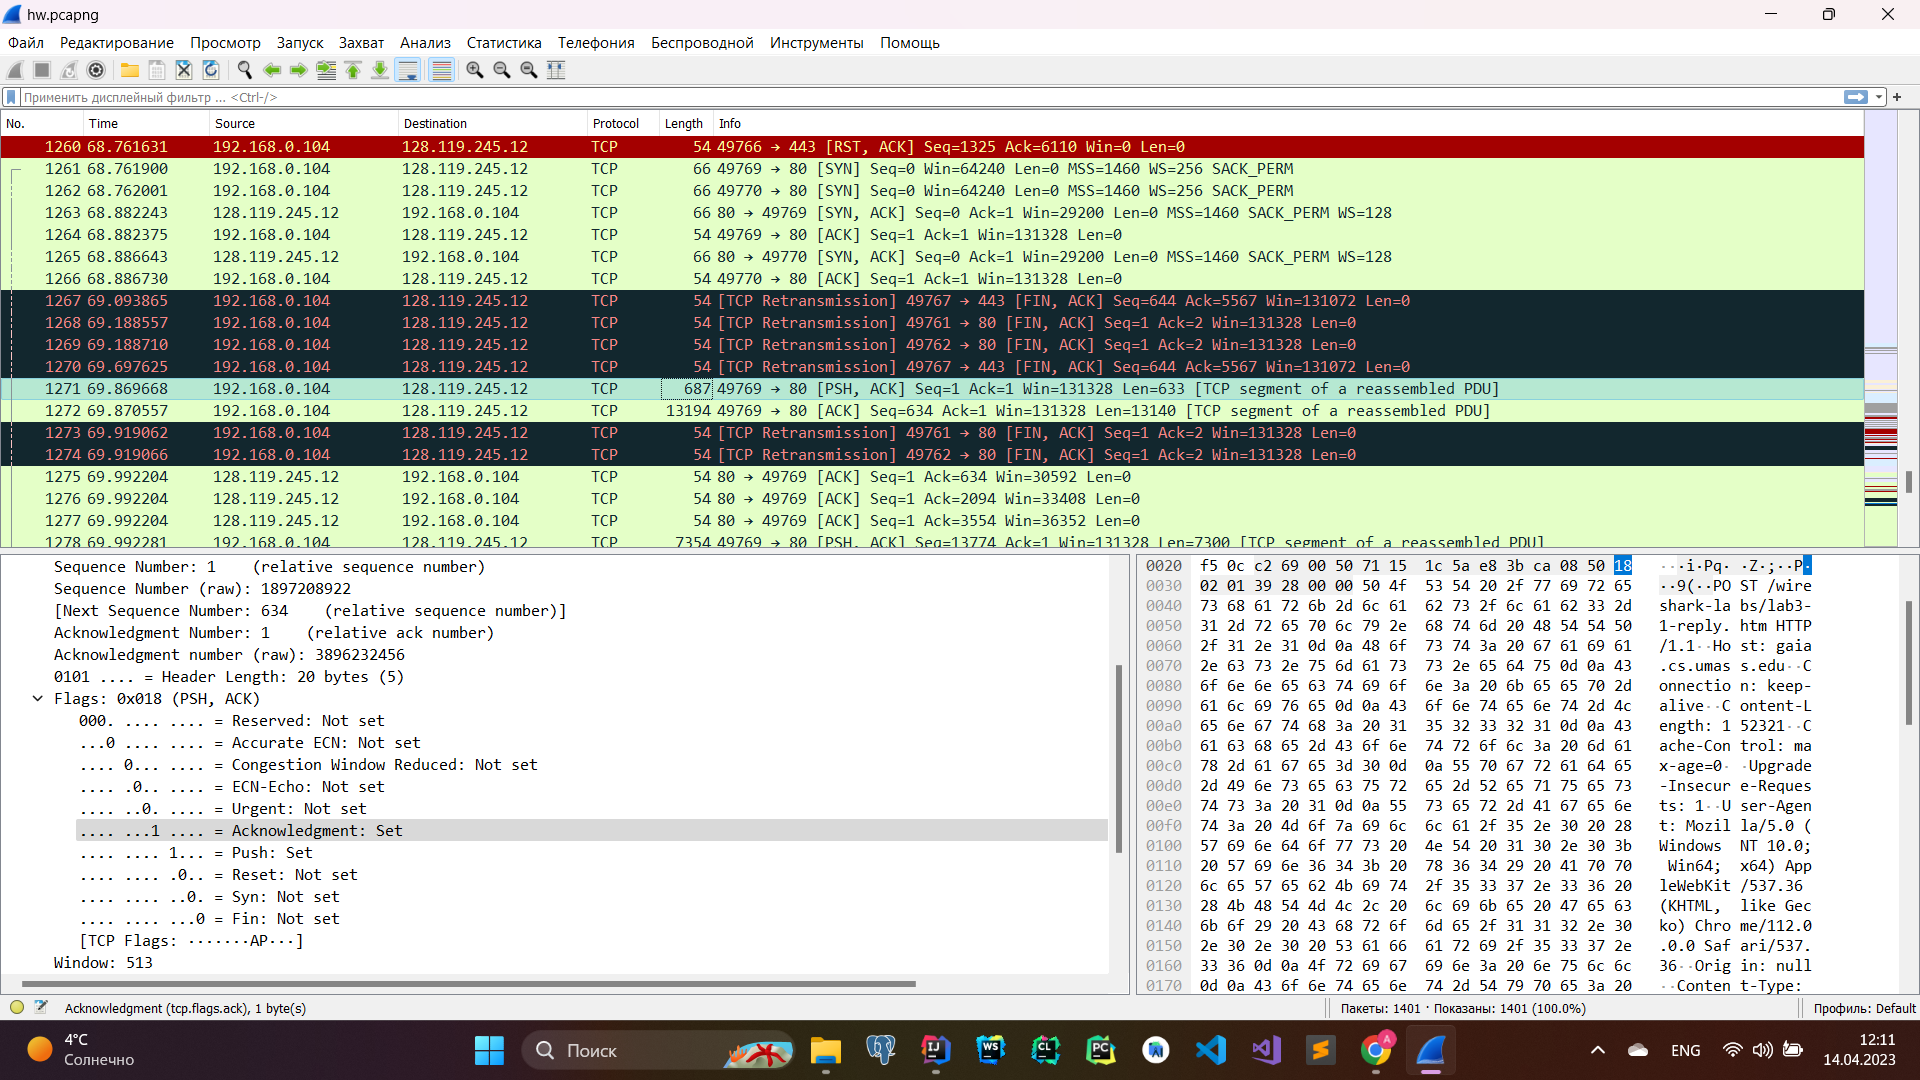 hw.pcapng
Файл Редактирование Просмотр Запуск Захват Анализ Статистика Телефония Беспроводной Инструменты Помощь
Применить дисплейный фильтр ... <Ctrl-/>
No. Time Source Destination Protocol Length Info
1260 68.761631 192.168.0.104 128.119.245.12 TCP 54 49766 → 443 [RST, ACK] Seq=1325 Ack=6110 Win=0 Len=0
1261 68.761900 192.168.0.104 128.119.245.12 TCP 66 49769 → 80 [SYN] Seq=0 Win=64240 Len=0 MSS=1460 WS=256 SACK_PERM
1262 68.762001 192.168.0.104 128.119.245.12 TCP 66 49770 → 80 [SYN] Seq=0 Win=64240 Len=0 MSS=1460 WS=256 SACK_PERM
1263 68.882243 128.119.245.12 192.168.0.104 TCP 66 80 → 49769 [SYN, ACK] Seq=0 Ack=1 Win=29200 Len=0 MSS=1460 SACK_PERM WS=128
1264 68.882375 192.168.0.104 128.119.245.12 TCP 54 49769 → 80 [ACK] Seq=1 Ack=1 Win=131328 Len=0
1265 68.886643 128.119.245.12 192.168.0.104 TCP 66 80 → 49770 [SYN, ACK] Seq=0 Ack=1 Win=29200 Len=0 MSS=1460 SACK_PERM WS=128
1266 68.886730 192.168.0.104 128.119.245.12 TCP 54 49770 → 80 [ACK] Seq=1 Ack=1 Win=131328 Len=0
1267 69.093865 192.168.0.104 128.119.245.12 TCP 54 [TCP Retransmission] 49767 → 443 [FIN, ACK] Seq=644 Ack=5567 Win=131072 Len=0
1268 69.188557 192.168.0.104 128.119.245.12 TCP 54 [TCP Retransmission] 49761 → 80 [FIN, ACK] Seq=1 Ack=2 Win=131328 Len=0
1269 69.188710 192.168.0.104 128.119.245.12 TCP 54 [TCP Retransmission] 49762 → 80 [FIN, ACK] Seq=1 Ack=2 Win=131328 Len=0
1270 69.697625 192.168.0.104 128.119.245.12 TCP 54 [TCP Retransmission] 49767 → 443 [FIN, ACK] Seq=644 Ack=5567 Win=131072 Len=0
1271 69.869668 192.168.0.104 128.119.245.12 TCP 687 49769 → 80 [PSH, ACK] Seq=1 Ack=1 Win=131328 Len=633 [TCP segment of a reassembled PDU]
1272 69.870557 192.168.0.104 128.119.245.12 TCP 13194 49769 → 80 [ACK] Seq=634 Ack=1 Win=131328 Len=13140 [TCP segment of a reassembled PDU]
1273 69.919062 192.168.0.104 128.119.245.12 TCP 54 [TCP Retransmission] 49761 → 80 [FIN, ACK] Seq=1 Ack=2 Win=131328 Len=0
1274 69.919066 192.168.0.104 128.119.245.12 TCP 54 [TCP Retransmission] 49762 → 80 [FIN, ACK] Seq=1 Ack=2 Win=131328 Len=0
1275 69.992204 128.119.245.12 192.168.0.104 TCP 54 80 → 49769 [ACK] Seq=1 Ack=634 Win=30592 Len=0
1276 69.992204 128.119.245.12 192.168.0.104 TCP 54 80 → 49769 [ACK] Seq=1 Ack=2094 Win=33408 Len=0
1277 69.992204 128.119.245.12 192.168.0.104 TCP 54 80 → 49769 [ACK] Seq=1 Ack=3554 Win=36352 Len=0
1278 69.992281 192.168.0.104 128.119.245.12 TCP 7354 49769 → 80 [PSH, ACK] Seq=13774 Ack=1 Win=131328 Len=7300 [TCP segment of a reassembled PDU]
Sequence Number: 1 (relative sequence number)
Sequence Number (raw): 1897208922
[Next Sequence Number: 634 (relative sequence number)]
Acknowledgment Number: 1 (relative ack number)
Acknowledgment number (raw): 3896232456
0101 .... = Header Length: 20 bytes (5)
Flags: 0x018 (PSH, ACK)
000. .... .... = Reserved: Not set
...0 .... .... = Accurate ECN: Not set
.... 0... .... = Congestion Window Reduced: Not set
.... .0.. .... = ECN-Echo: Not set
.... ..0. .... = Urgent: Not set
.... ...1 .... = Acknowledgment: Set
.... .... 1... = Push: Set
.... .... .0.. = Reset: Not set
.... .... ..0. = Syn: Not set
.... .... ...0 = Fin: Not set
[TCP Flags: ·······AP···]
Window: 513
0020 f5 0c c2 69 00 50 71 15 1c 5a e8 3b ca 08 50 18 ···i·Pq··Z·;··P·
0030 02 01 39 28 00 00 50 4f 53 54 20 2f 77 69 72 65 ··9(··PO ST /wire
0040 73 68 61 72 6b 2d 6c 61 62 73 2f 6c 61 62 33 2d shark-la bs/lab3-
0050 31 2d 72 65 70 6c 79 2e 68 74 6d 20 48 54 54 50 1-reply. htm HTTP
0060 2f 31 2e 31 0d 0a 48 6f 73 74 3a 20 67 61 69 61 /1.1··Ho st: gaia
0070 2e 63 73 2e 75 6d 61 73 73 2e 65 64 75 0d 0a 43 .cs.umas s.edu··C
0080 6f 6e 6e 65 63 74 69 6f 6e 3a 20 6b 65 65 70 2d onnectio n: keep-
0090 61 6c 69 76 65 0d 0a 43 6f 6e 74 65 6e 74 2d 4c alive··C ontent-L
00a0 65 6e 67 74 68 3a 20 31 35 32 33 32 31 0d 0a 43 ength: 1 52321··C
00b0 61 63 68 65 2d 43 6f 6e 74 72 6f 6c 3a 20 6d 61 ache-Con trol: ma
00c0 78 2d 61 67 65 3d 30 0d 0a 55 70 67 72 61 64 65 x-age=0· ·Upgrade
00d0 2d 49 6e 73 65 63 75 72 65 2d 52 65 71 75 65 73 -Insecur e-Reques
00e0 74 73 3a 20 31 0d 0a 55 73 65 72 2d 41 67 65 6e ts: 1··U ser-Agen
00f0 74 3a 20 4d 6f 7a 69 6c 6c 61 2f 35 2e 30 20 28 t: Mozil la/5.0 (
0100 57 69 6e 64 6f 77 73 20 4e 54 20 31 30 2e 30 3b Windows NT 10.0;
0110 20 57 69 6e 36 34 3b 20 78 36 34 29 20 41 70 70 Win64; x64) App
0120 6c 65 57 65 62 4b 69 74 2f 35 33 37 2e 33 36 20 leWebKit /537.36
0130 28 4b 48 54 4d 4c 2c 20 6c 69 6b 65 20 47 65 63 (KHTML, like Gec
0140 6b 6f 29 20 43 68 72 6f 6d 65 2f 31 31 32 2e 30 ko) Chro me/112.0
0150 2e 30 2e 30 20 53 61 66 61 72 69 2f 35 33 37 2e .0.0 Saf ari/537.
0160 33 36 0d 0a 4f 72 69 67 69 6e 3a 20 6e 75 6c 6c 36··Orig in: null
0170 0d 0a 43 6f 6e 74 65 6e 74 2d 54 79 70 65 3a 20 ··Conten t-Type:
Acknowledgment (tcp.flags.ack), 1 byte(s) Пакеты: 1401 · Показаны: 1401 (100.0%) Профиль: Default
4°C
Солнечно
Поиск
ENG
12:11
14.04.2023